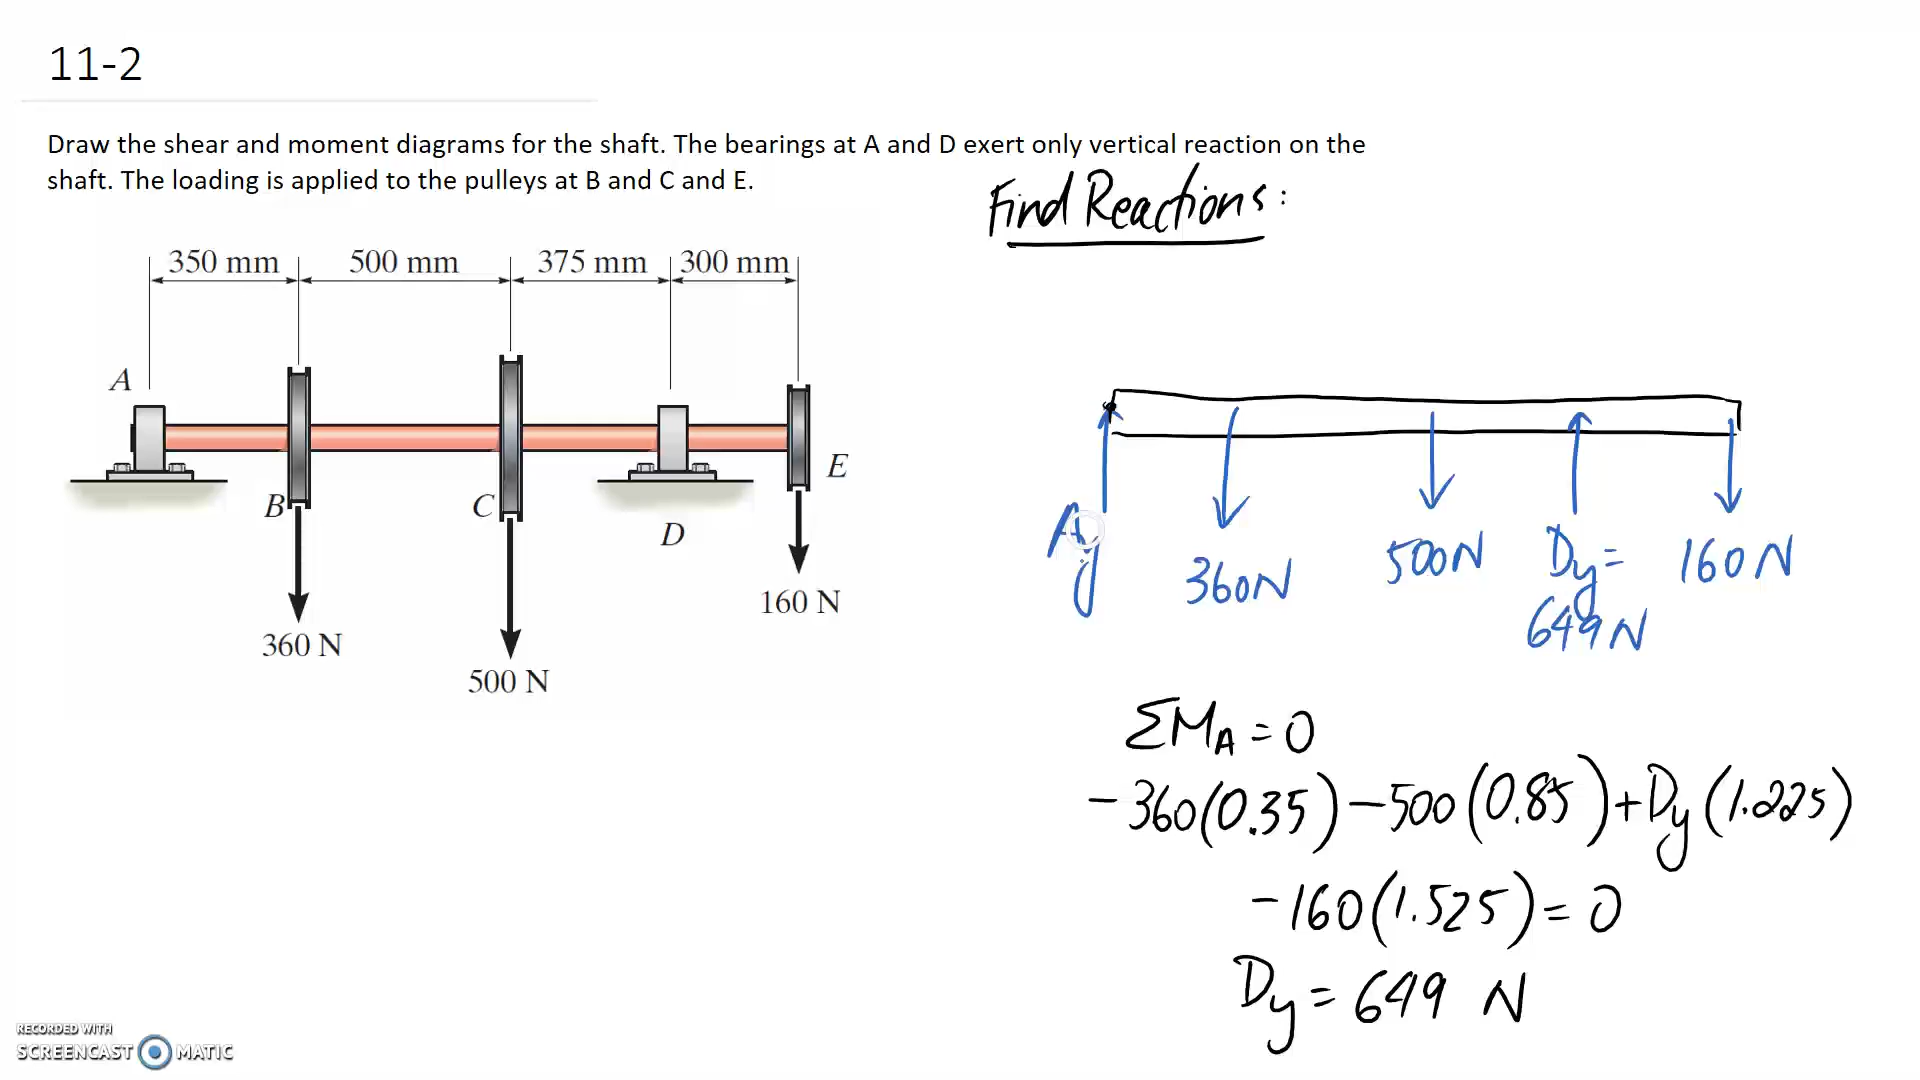 11-2
Draw the shear and moment diagrams for the shaft. The bearings at A and D exert only vertical reaction on the
shaft. The loading is applied to the pulleys at B and C and E.
Find Reactions:
350 mm 500 mm 375 mm 300 mm
A
B C D E
360 N 500 N 160 N
Ay 360N 500N Dy = 160 N
649 N
ΣM_A = 0
-360(0.35) -500(0.85) +Dy(1.225)
-160(1.525) = 0
Dy = 649 N
RECORDED WITH
SCREENCAST MATIC